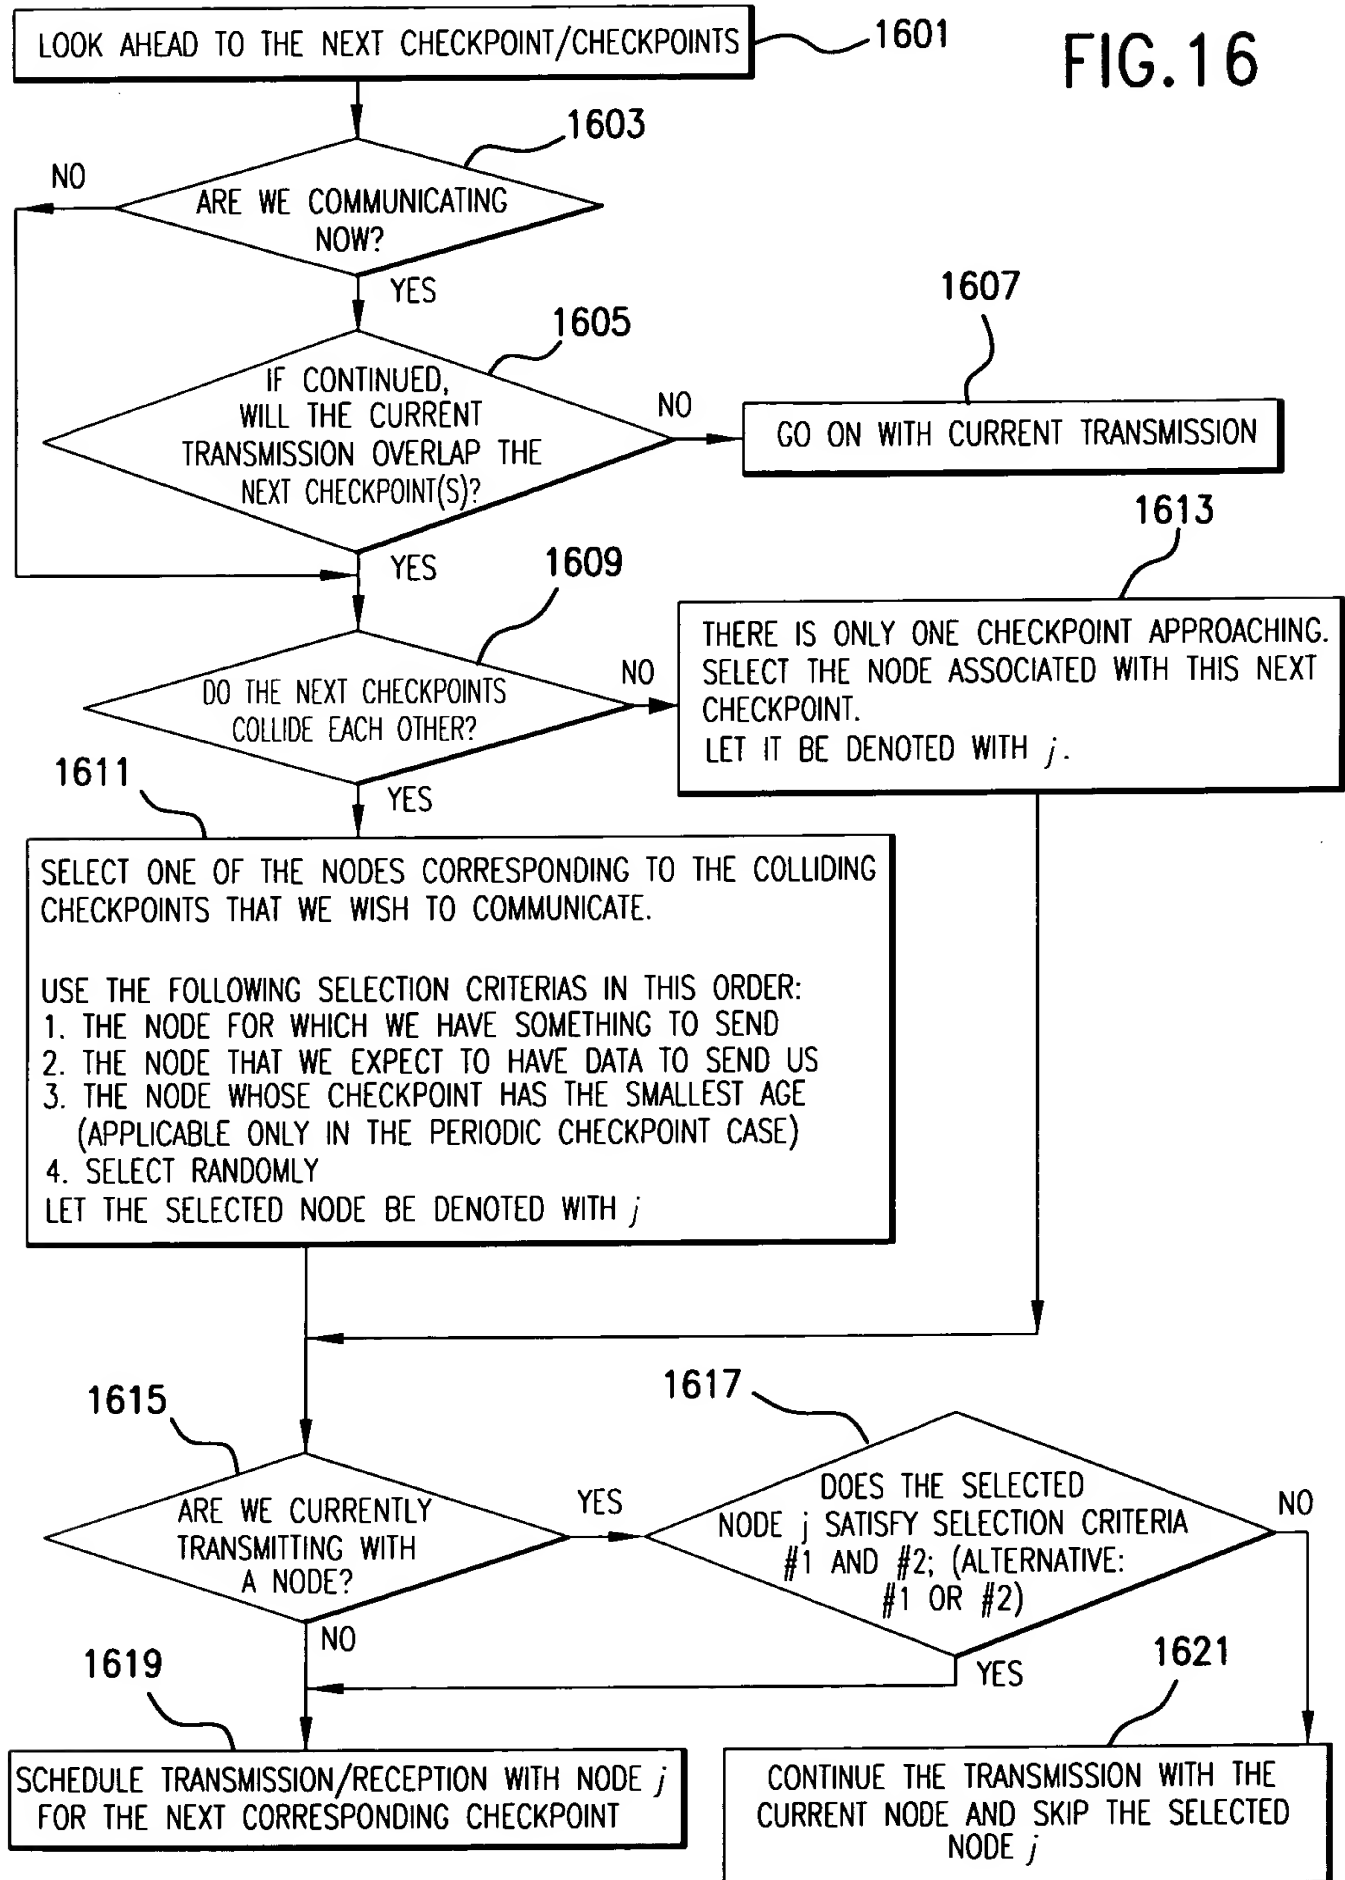 FIG.16
LOOK AHEAD TO THE NEXT CHECKPOINT/CHECKPOINTS
1601
1603
NO
ARE WE COMMUNICATING
NOW?
YES
1605
1607
IF CONTINUED,
WILL THE CURRENT
TRANSMISSION OVERLAP THE
NEXT CHECKPOINT(S)?
NO
GO ON WITH CURRENT TRANSMISSION
YES
1609
1613
DO THE NEXT CHECKPOINTS
COLLIDE EACH OTHER?
NO
THERE IS ONLY ONE CHECKPOINT APPROACHING.
SELECT THE NODE ASSOCIATED WITH THIS NEXT
CHECKPOINT.
LET IT BE DENOTED WITH j.
1611
YES
SELECT ONE OF THE NODES CORRESPONDING TO THE COLLIDING
CHECKPOINTS THAT WE WISH TO COMMUNICATE.
USE THE FOLLOWING SELECTION CRITERIAS IN THIS ORDER:
1. THE NODE FOR WHICH WE HAVE SOMETHING TO SEND
2. THE NODE THAT WE EXPECT TO HAVE DATA TO SEND US
3. THE NODE WHOSE CHECKPOINT HAS THE SMALLEST AGE
(APPLICABLE ONLY IN THE PERIODIC CHECKPOINT CASE)
4. SELECT RANDOMLY
LET THE SELECTED NODE BE DENOTED WITH j
1615
1617
ARE WE CURRENTLY
TRANSMITTING WITH
A NODE?
YES
DOES THE SELECTED
NODE j SATISFY SELECTION CRITERIA
#1 AND #2; (ALTERNATIVE:
#1 OR #2)
NO
NO
YES
1619
1621
SCHEDULE TRANSMISSION/RECEPTION WITH NODE j
FOR THE NEXT CORRESPONDING CHECKPOINT
CONTINUE THE TRANSMISSION WITH THE
CURRENT NODE AND SKIP THE SELECTED
NODE j